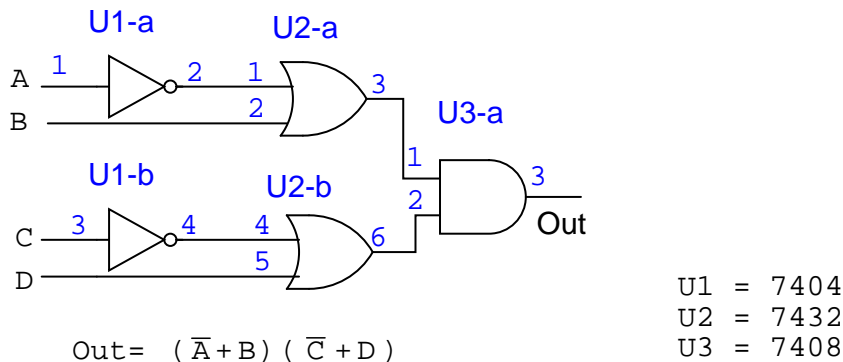 U1-a
U2-a
A 1 2 1 3
B 2
U3-a
1 3
U1-b U2-b 2
Out
C 3 4 4 6
D 5
U1 = 7404
U2 = 7432
U3 = 7408
Out= (A̅+B)(C̅+D)